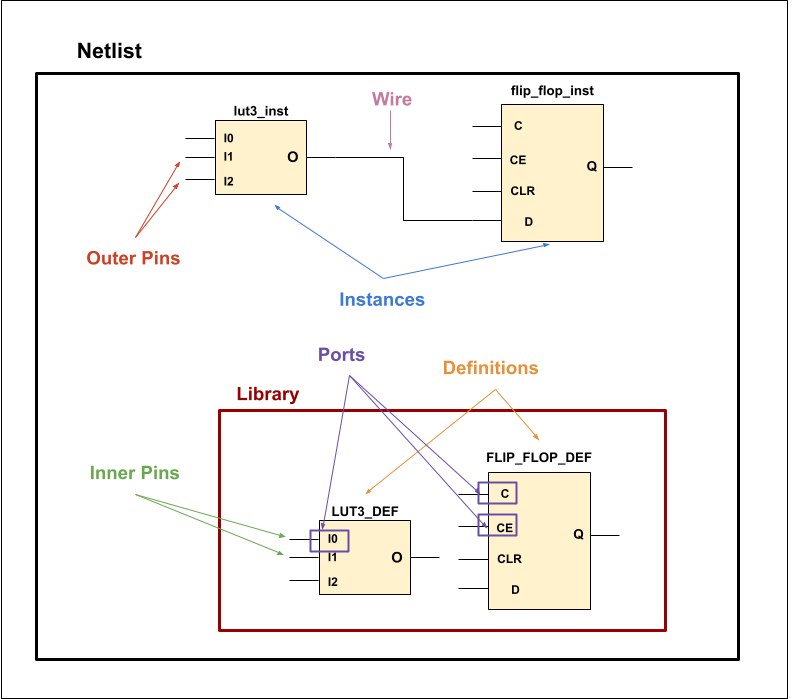 Netlist
Wire
flip_flop_inst
lut3_inst
I0
I1
I2
O
C
CE
CLR
D
Q
Outer Pins
Instances
Ports
Definitions
Library
Inner Pins
LUT3_DEF
I0
I1
I2
O
FLIP_FLOP_DEF
C
CE
CLR
D
Q